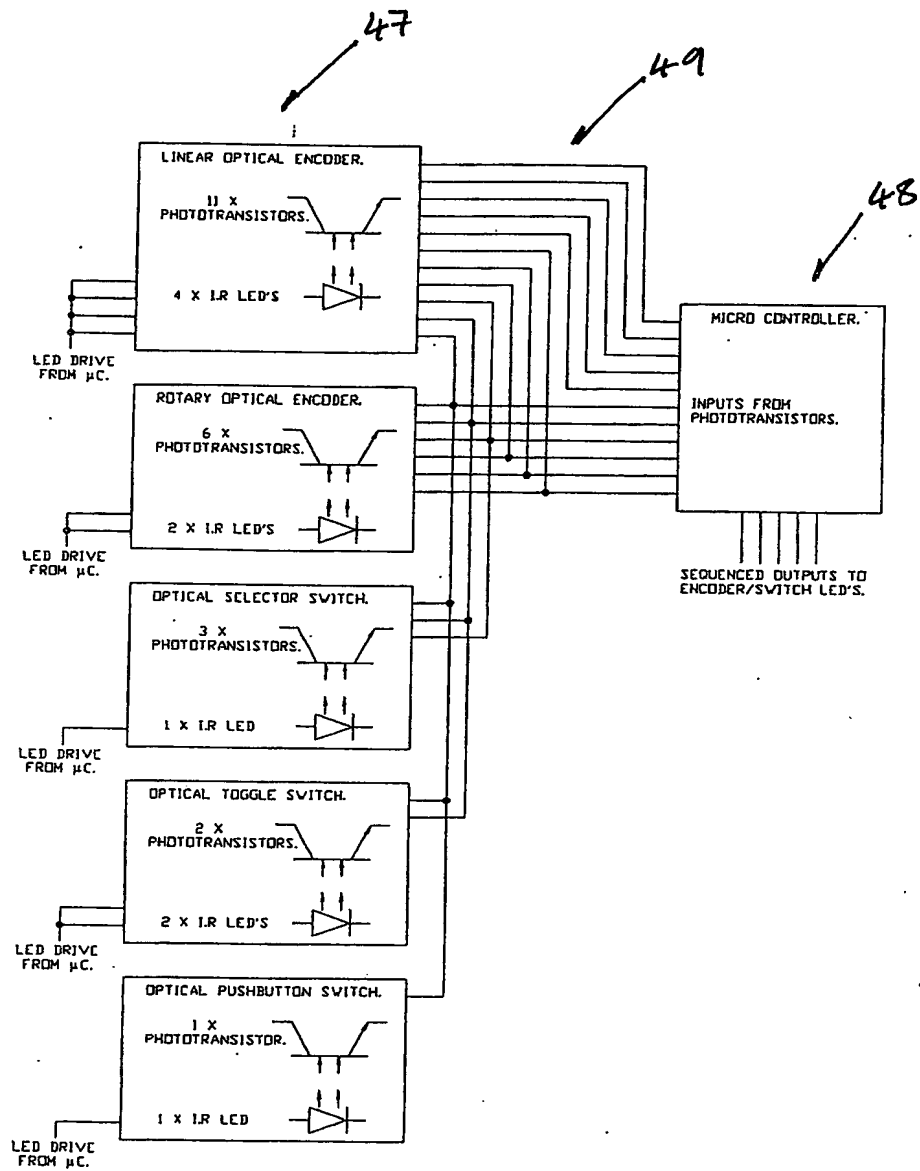 47
49
48
LINEAR OPTICAL ENCODER.
11 X
PHOTOTRANSISTORS.
4 X I.R LED'S
LED DRIVE
FROM µC.
MICRO CONTROLLER.
INPUTS FROM
PHOTOTRANSISTORS.
SEQUENCED OUTPUTS TO
ENCODER/SWITCH LED'S.
ROTARY OPTICAL ENCODER.
6 X
PHOTOTRANSISTORS.
2 X I.R LED'S
LED DRIVE
FROM µC.
OPTICAL SELECTOR SWITCH.
3 X
PHOTOTRANSISTORS.
1 X I.R LED
LED DRIVE
FROM µC.
OPTICAL TOGGLE SWITCH.
2 X
PHOTOTRANSISTORS.
2 X I.R LED'S
LED DRIVE
FROM µC.
OPTICAL PUSHBUTTON SWITCH.
1 X
PHOTOTRANSISTOR.
1 X I.R LED
LED DRIVE
FROM µC.